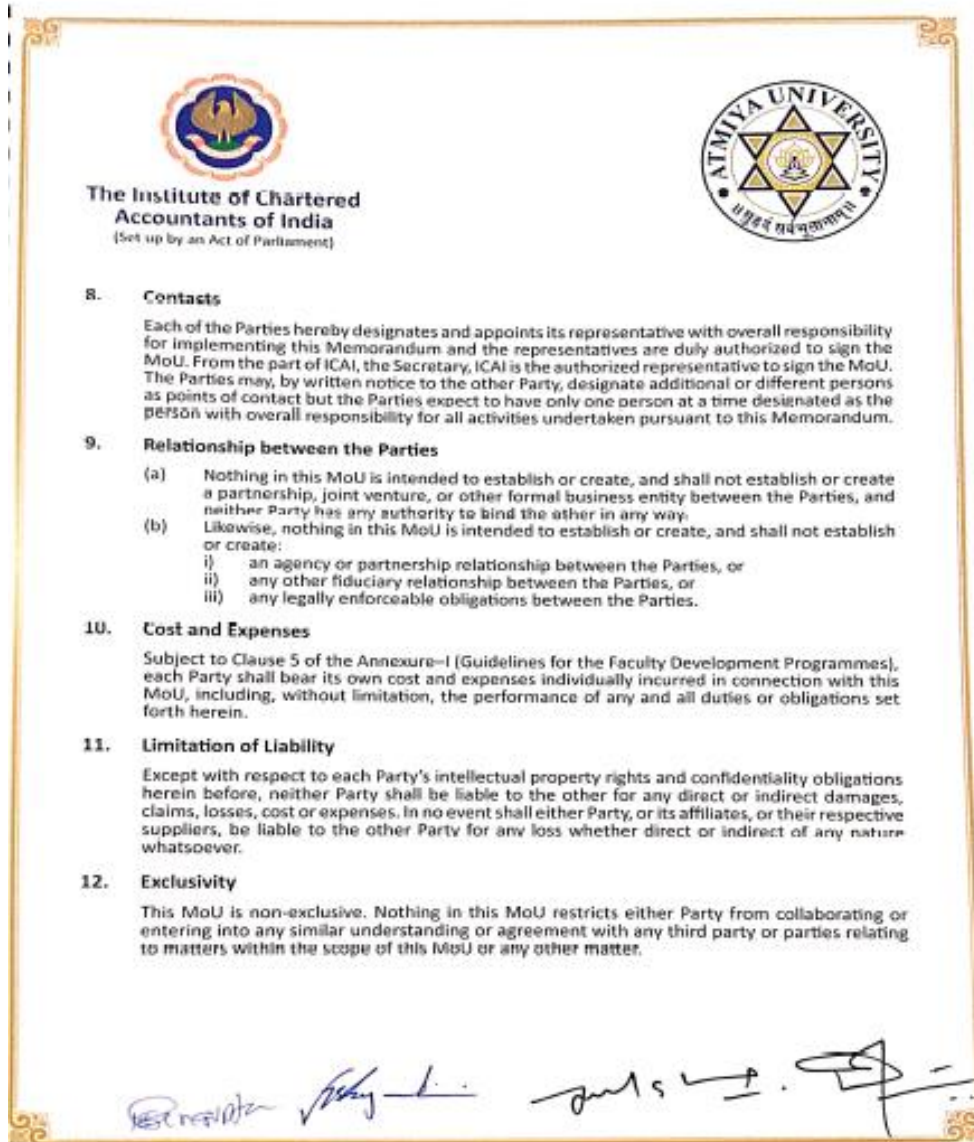 ATMIYA UNIVERSITY
॥ सुहृदं सर्वभूतानाम् ॥
The Institute of Chartered
Accountants of India
(Set up by an Act of Parliament)
8. Contacts
Each of the Parties hereby designates and appoints its representative with overall responsibility
for implementing this Memorandum and the representatives are duly authorized to sign the
MoU. From the part of ICAI, the Secretary, ICAI is the authorized representative to sign the MoU.
The Parties may, by written notice to the other Party, designate additional or different persons
as points of contact but the Parties expect to have only one person at a time designated as the
person with overall responsibility for all activities undertaken pursuant to this Memorandum.
9. Relationship between the Parties
(a) Nothing in this MoU is intended to establish or create, and shall not establish or create
a partnership, joint venture, or other formal business entity between the Parties, and
neither Party has any authority to bind the other in any way.
(b) Likewise, nothing in this MoU is intended to establish or create, and shall not establish
or create:
i) an agency or partnership relationship between the Parties, or
ii) any other fiduciary relationship between the Parties, or
iii) any legally enforceable obligations between the Parties.
10. Cost and Expenses
Subject to Clause 5 of the Annexure–I (Guidelines for the Faculty Development Programmes),
each Party shall bear its own cost and expenses individually incurred in connection with this
MoU, including, without limitation, the performance of any and all duties or obligations set
forth herein.
11. Limitation of Liability
Except with respect to each Party's intellectual property rights and confidentiality obligations
herein before, neither Party shall be liable to the other for any direct or indirect damages,
claims, losses, cost or expenses. In no event shall either Party, or its affiliates, or their respective
suppliers, be liable to the other Party for any loss whether direct or indirect of any nature
whatsoever.
12. Exclusivity
This MoU is non-exclusive. Nothing in this MoU restricts either Party from collaborating or
entering into any similar understanding or agreement with any third party or parties relating
to matters within the scope of this MoU or any other matter.